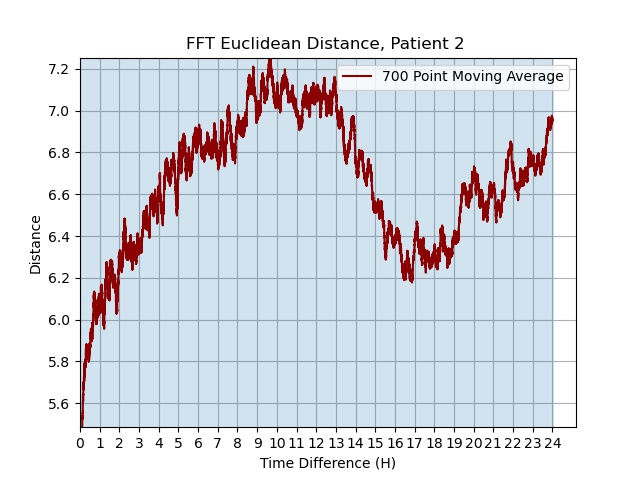 FFT Euclidean Distance, Patient 2
700 Point Moving Average
7.2
7.0
6.8
6.6
6.4
6.2
6.0
5.8
5.6
Distance
0 1 2 3 4 5 6 7 8 9 10 11 12 13 14 15 16 17 18 19 20 21 22 23 24
Time Difference (H)